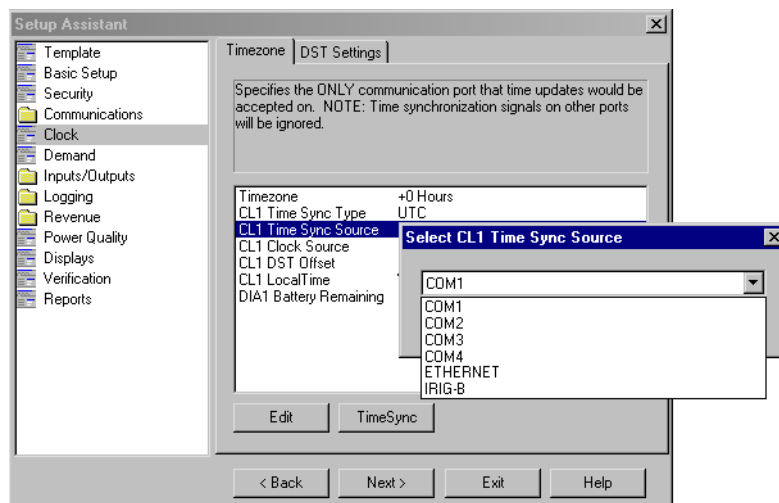 Setup Assistant
Template
Basic Setup
Security
Communications
Clock
Demand
Inputs/Outputs
Logging
Revenue
Power Quality
Displays
Verification
Reports
Timezone DST Settings
Specifies the ONLY communication port that time updates would be
accepted on. NOTE: Time synchronization signals on other ports
will be ignored.
Timezone +0 Hours
CL1 Time Sync Type UTC
CL1 Time Sync Source
CL1 Clock Source
CL1 DST Offset
CL1 LocalTime
DIA1 Battery Remaining
Select CL1 Time Sync Source
COM1
COM1
COM2
COM3
COM4
ETHERNET
IRIG-B
Edit TimeSync
< Back Next > Exit Help